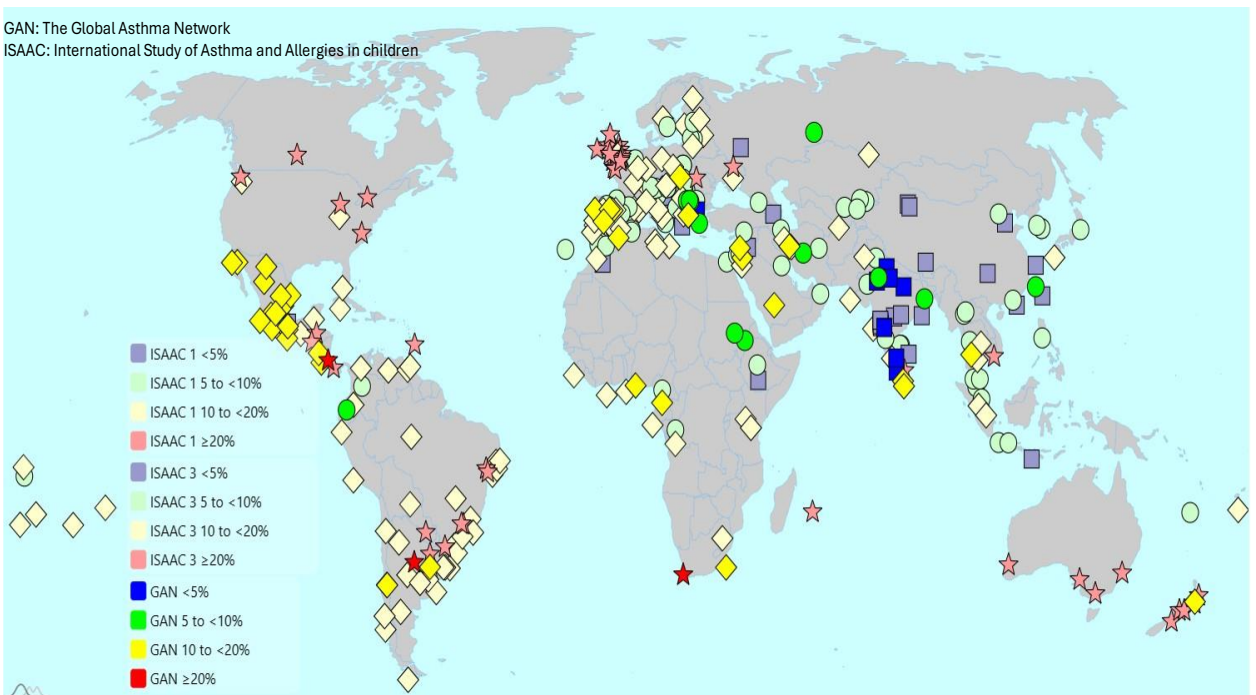 GAN: The Global Asthma Network
ISAAC: International Study of Asthma and Allergies in children
ISAAC 1 <5%
ISAAC 1 5 to <10%
ISAAC 1 10 to <20%
ISAAC 1 ≥20%
ISAAC 3 <5%
ISAAC 3 5 to <10%
ISAAC 3 10 to <20%
ISAAC 3 ≥20%
GAN <5%
GAN 5 to <10%
GAN 10 to <20%
GAN ≥20%